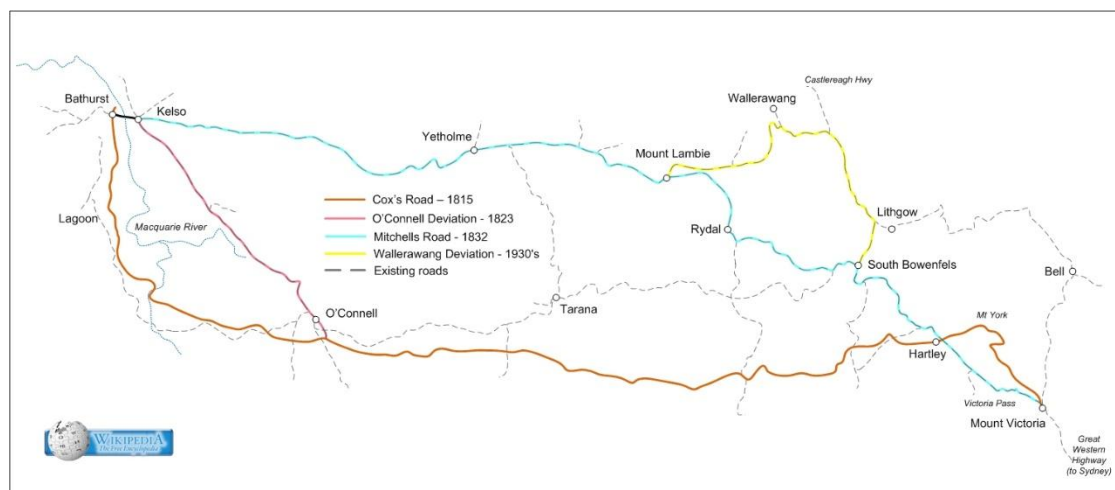 Castlereagh Hwy
Wallerawang
Bathurst
Kelso
Yetholme
Mount Lambie
Cox's Road – 1815
O'Connell Deviation - 1823
Mitchells Road - 1832
Wallerawang Deviation - 1930's
Existing roads
Lagoon
Macquarie River
Lithgow
Rydal
South Bowenfels
Bell
Tarana
O'Connell
Mt York
Hartley
Victoria Pass
Mount Victoria
Great
Western
Highway
(to Sydney)
WIKIPEDIA
The Free Encyclopedia